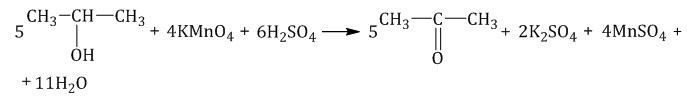 5 CH₃—CH—CH₃ + 4KMnO₄ + 6H₂SO₄ ⟶ 5 CH₃—C—CH₃ + 2K₂SO₄ + 4MnSO₄ +
OH O
+ 11H₂O